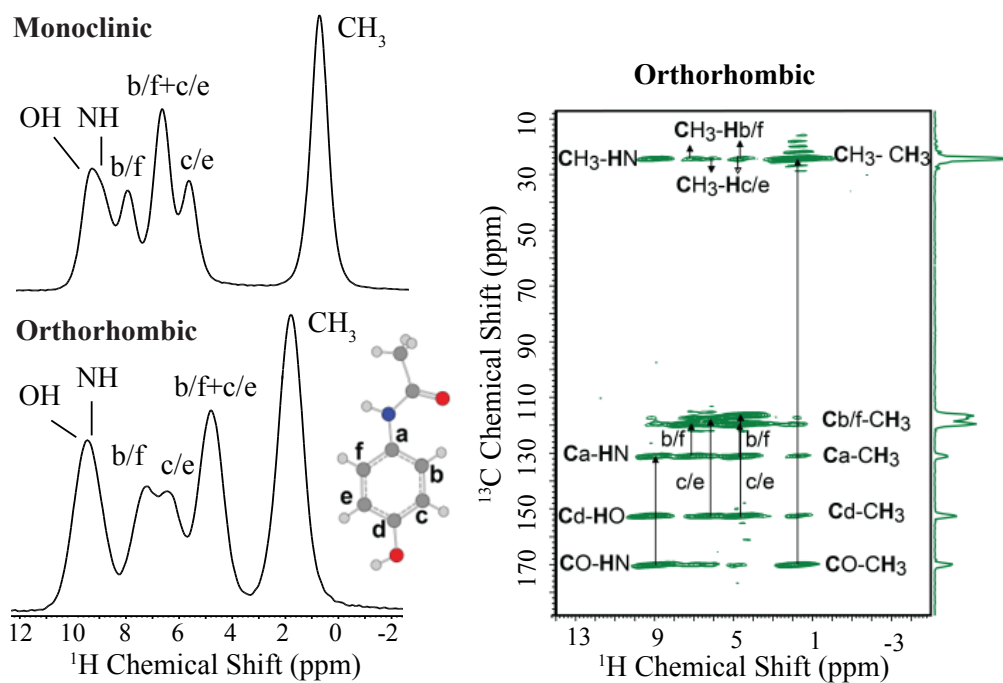 Monoclinic
CH3
b/f+c/e
OH
NH
b/f
c/e
Orthorhombic
CH3
NH
OH
b/f+c/e
b/f
c/e
a
f
b
e
c
d
12 10 8 6 4 2 0 -2
1H Chemical Shift (ppm)
Orthorhombic
10
30
50
70
90
110
130
150
170
13C Chemical Shift (ppm)
CH3-Hb/f
CH3-HN
CH3- CH3
CH3-Hc/e
Cb/f-CH3
b/f
b/f
Ca-HN
Ca-CH3
c/e
c/e
Cd-HO
Cd-CH3
CO-HN
CO-CH3
13 9 5 1 -3
1H Chemical Shift (ppm)